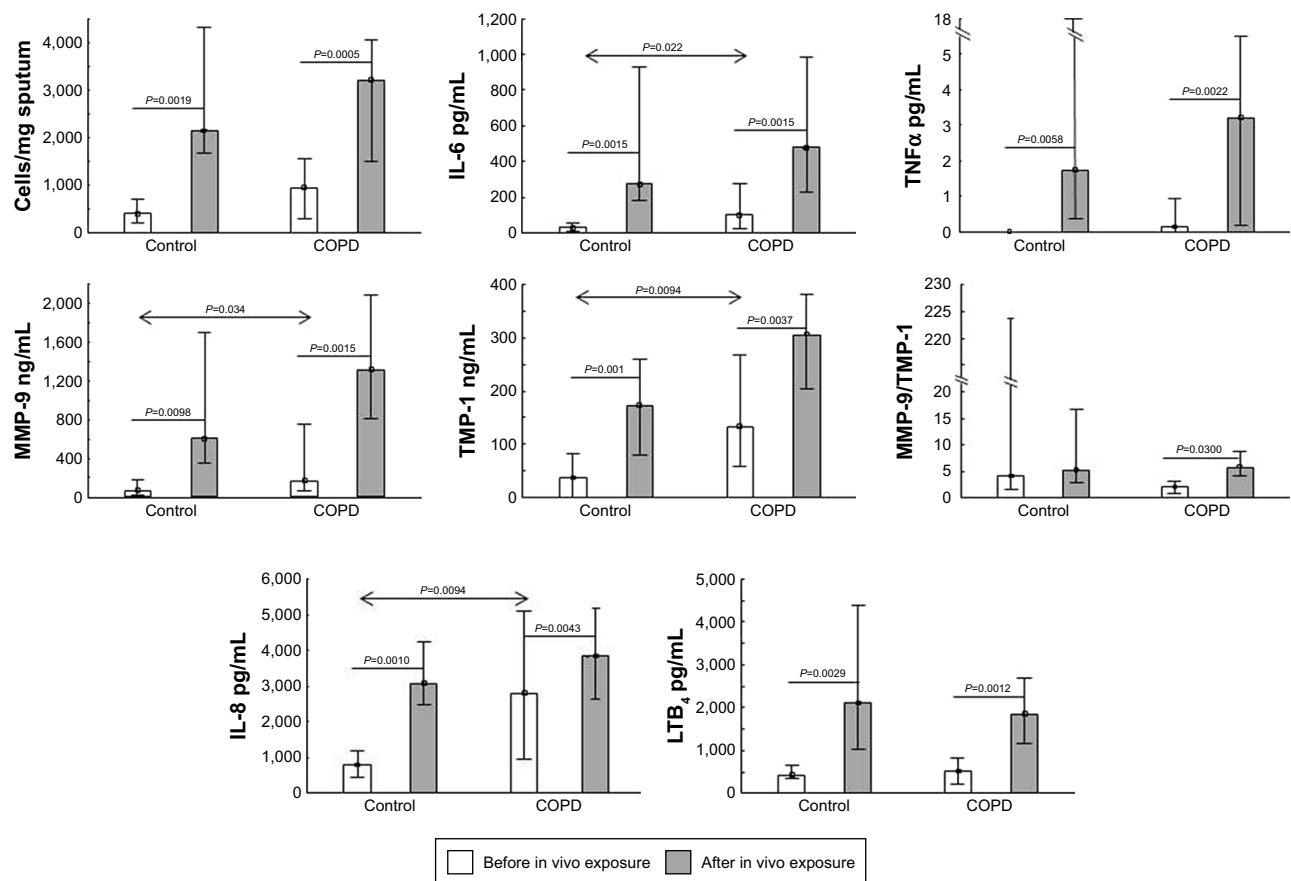 Cells/mg sputum
4,000
3,000
2,000
1,000
0
P=0.0019
P=0.0005
Control
COPD
IL-6 pg/mL
1,200
1,000
800
600
400
200
0
P=0.022
P=0.0015
P=0.0015
Control
COPD
TNFα pg/mL
18
5
4
3
2
1
0
P=0.0058
P=0.0022
Control
COPD
MMP-9 ng/mL
2,000
1,600
1,200
800
400
0
P=0.034
P=0.0098
P=0.0015
Control
COPD
TMP-1 ng/mL
400
300
200
100
0
P=0.0094
P=0.001
P=0.0037
Control
COPD
MMP-9/TMP-1
230
225
220
20
15
10
5
0
P=0.0300
Control
COPD
IL-8 pg/mL
6,000
5,000
4,000
3,000
2,000
1,000
0
P=0.0094
P=0.0010
P=0.0043
Control
COPD
LTB₄ pg/mL
5,000
4,000
3,000
2,000
1,000
0
P=0.0029
P=0.0012
Control
COPD
Before in vivo exposure
After in vivo exposure